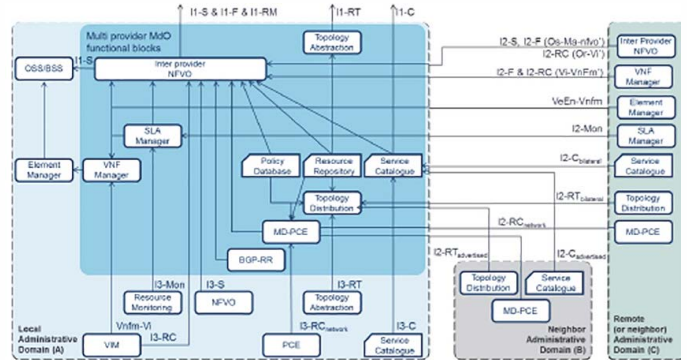 I1-S & I1-F & I1-RM
I1-RT
I1-C
Multi provider MdO
functional blocks
Topology
Abstraction
I2-S, I2-F (Os-Ma-nfvo')
I2-RC (Or-Vi')
Inter Provider
NFVO
OSS/BSS
I1-S
Inter provider
NFVO
I2-F & I2-RC (Vi-VnFm')
VNF
Manager
VeEn-Vnfm
Element
Manager
SLA
Manager
I2-Mon
SLA
Manager
Element
Manager
VNF
Manager
Policy
Database
Resource
Repository
Service
Catalogue
I2-Cbilateral
Service
Catalogue
Topology
Distribution
I2-RTbilateral
Topology
Distribution
MD-PCE
I2-RCnetwork
MD-PCE
BGP-RR
I2-RTadvertised
I2-Cadvertised
I3-Mon
I3-S
I3-RT
Resource
Monitoring
NFVO
Topology
Abstraction
Topology
Distribution
Service
Catalogue
MD-PCE
Vnfm-Vi
I3-RC
I3-RCnetwork
I3-C
Local
Administrative
Domain (A)
VIM
PCE
Service
Catalogue
Neighbor
Administrative
Domain (B)
Remote
(or neighbor)
Administrative
Domain (C)